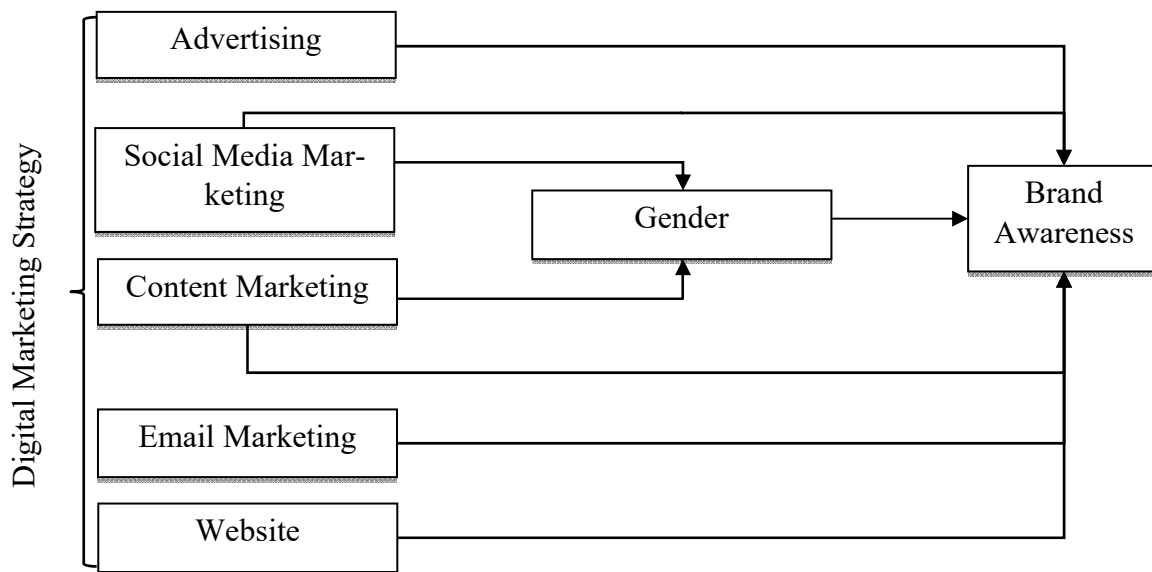 Digital Marketing Strategy
Advertising
Social Media Mar-
keting
Content Marketing
Email Marketing
Website
Gender
Brand
Awareness